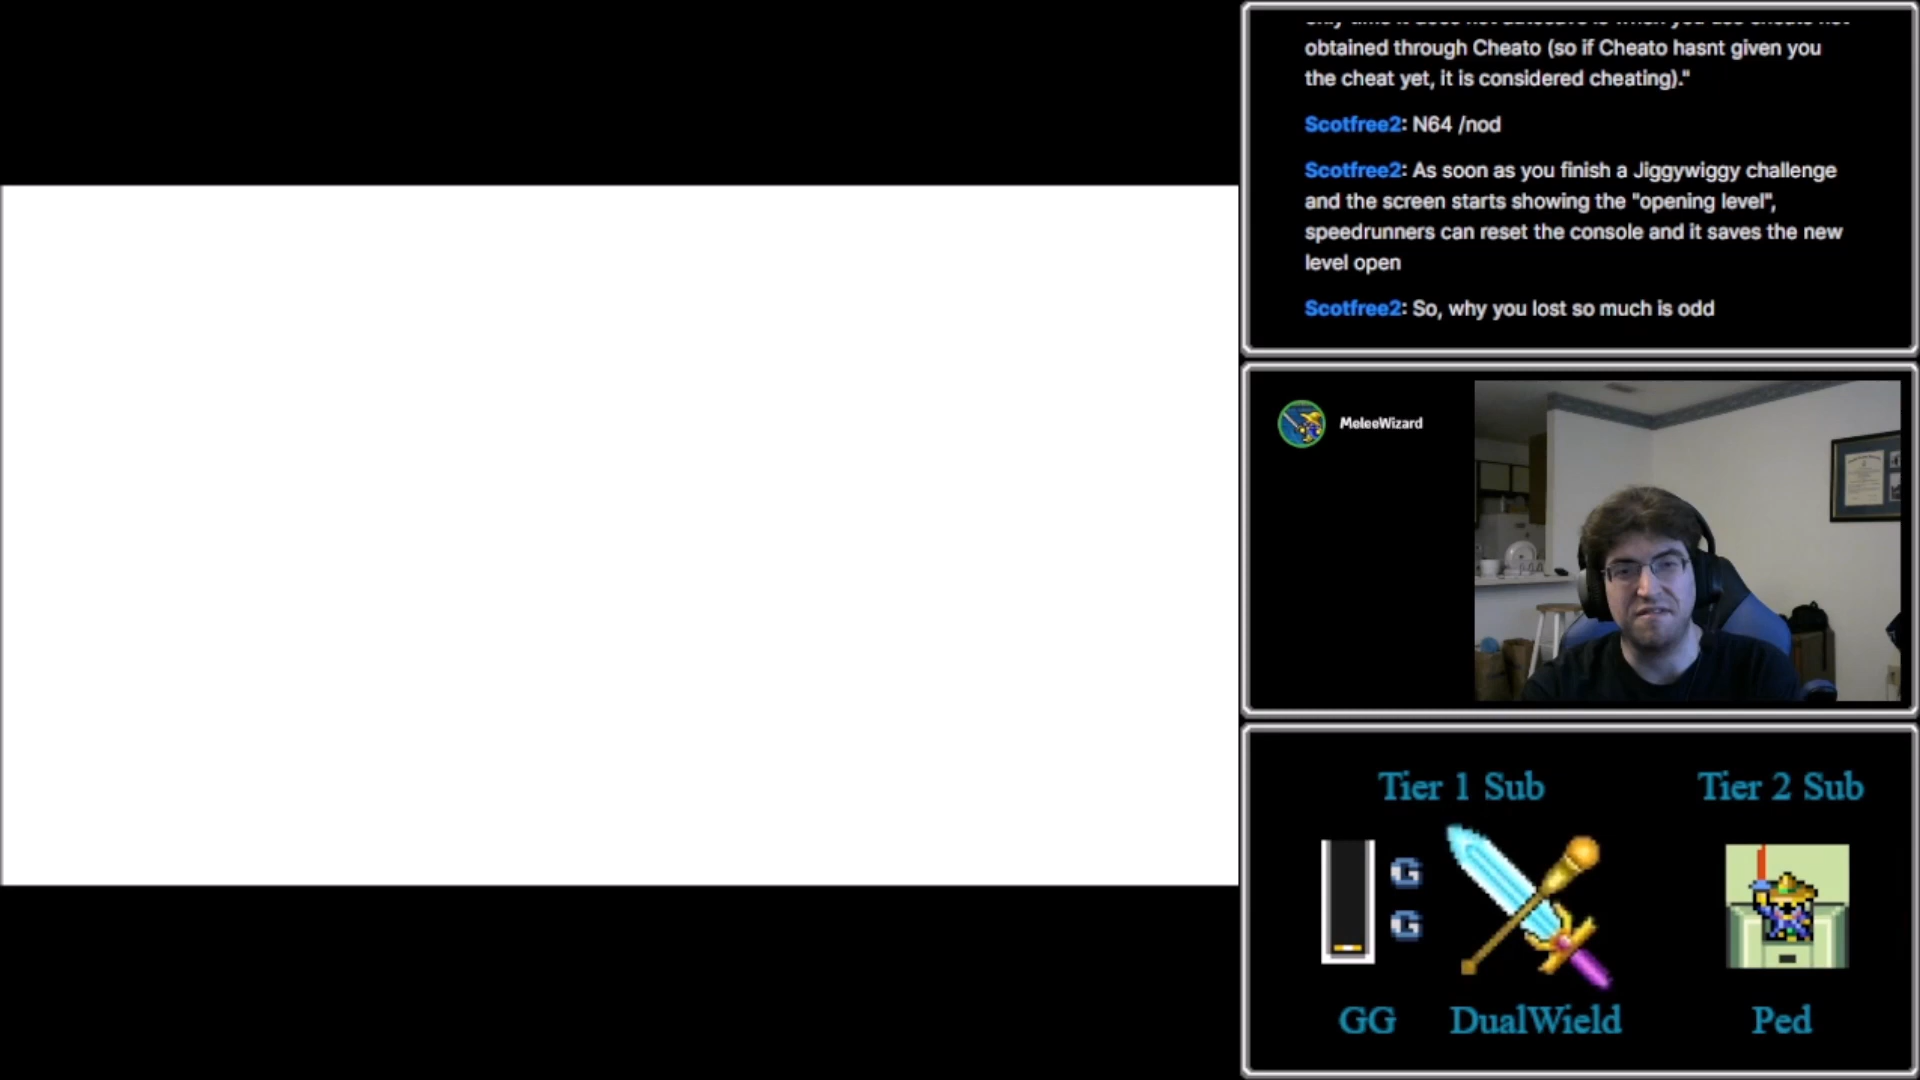 obtained through Cheato (so if Cheato hasnt given you
the cheat yet, it is considered cheating)."
Scotfree2: N64 /nod
Scotfree2: As soon as you finish a Jiggywiggy challenge
and the screen starts showing the "opening level",
speedrunners can reset the console and it saves the new
level open
Scotfree2: So, why you lost so much is odd
MeleeWizard
Tier 1 Sub
Tier 2 Sub
G
G
GG
DualWield
Ped